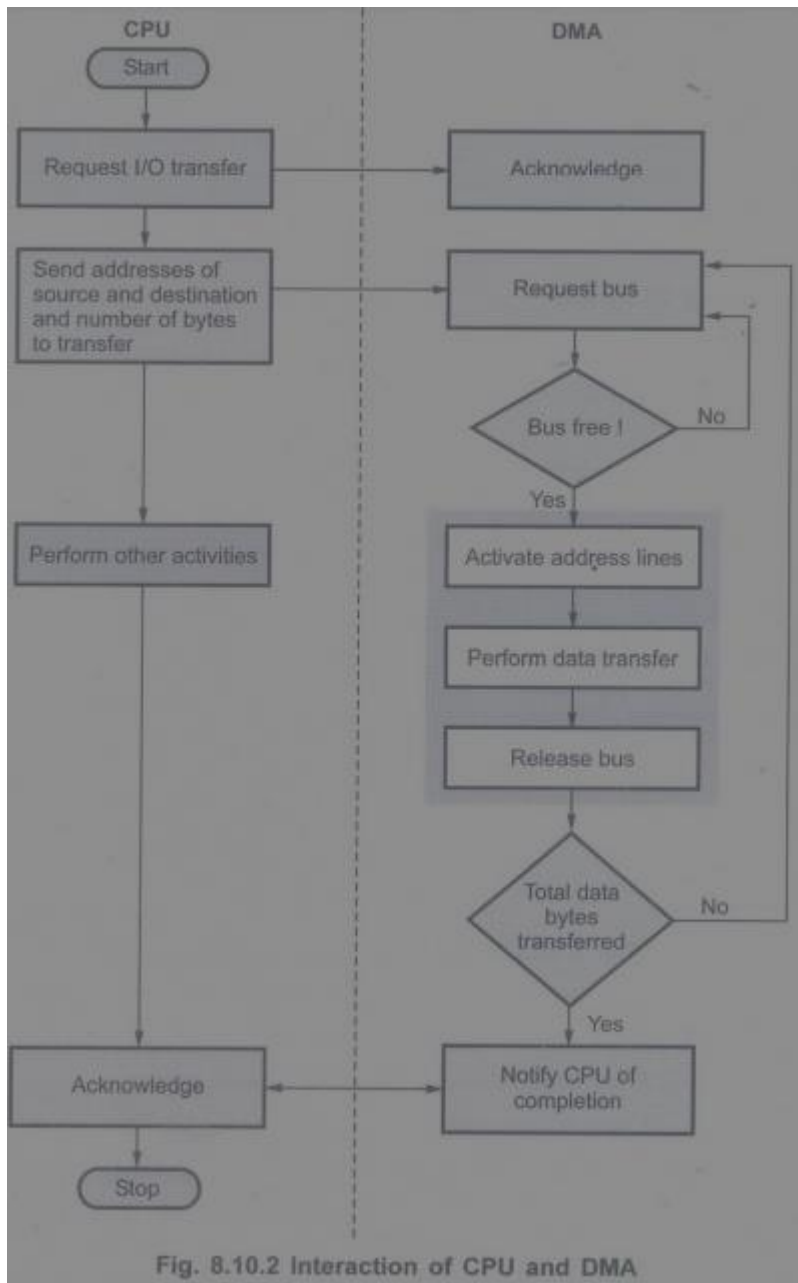 CPU
DMA
Start
Request I/O transfer
Acknowledge
Send addresses of
source and destination
and number of bytes
to transfer
Request bus
Bus free !
No
Yes
Perform other activities
Activate address lines
Perform data transfer
Release bus
Total data
bytes
transferred
No
Yes
Acknowledge
Notify CPU of
completion
Stop
Fig. 8.10.2 Interaction of CPU and DMA